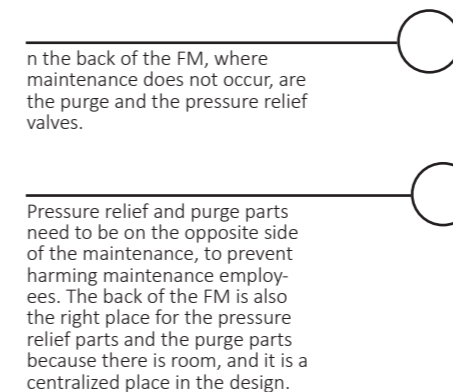 n the back of the FM, where
maintenance does not occur, are
the purge and the pressure relief
valves.
Pressure relief and purge parts
need to be on the opposite side
of the maintenance, to prevent
harming maintenance employ-
ees. The back of the FM is also
the right place for the pressure
relief parts and the purge parts
because there is room, and it is a
centralized place in the design.